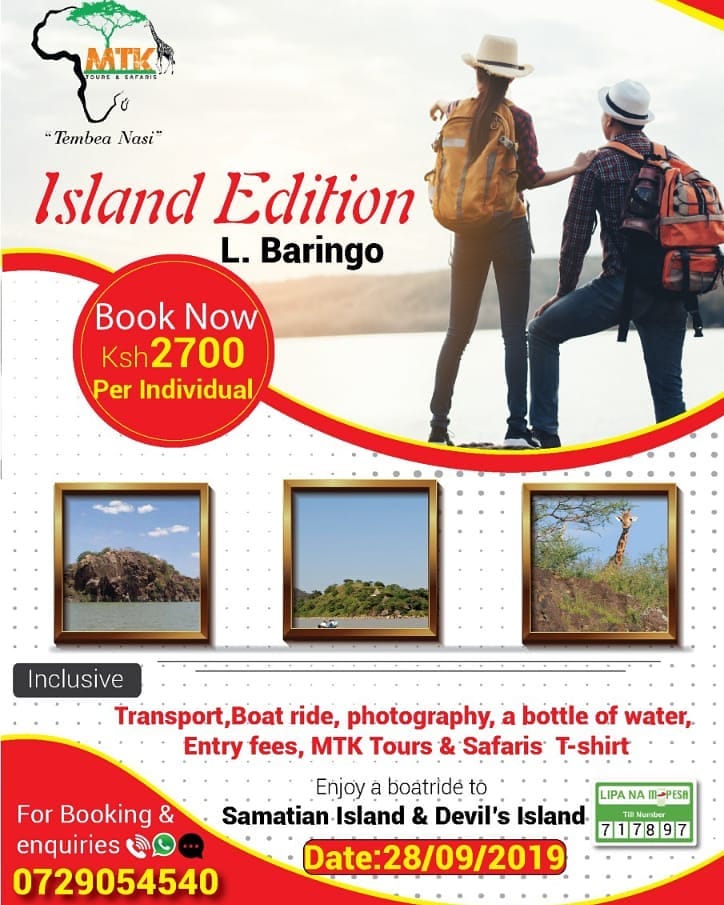 MTK
TOURS & SAFARIS
“Tembea Nasi”
Island Edition
L. Baringo
Book Now
Ksh2700
Per Individual
Inclusive
Transport,Boat ride, photography, a bottle of water,
Entry fees, MTK Tours & Safaris T-shirt
Enjoy a boatride to
Samatian Island & Devil's Island
Date:28/09/2019
LIPA NA M-PESA
Till Number
717897
For Booking &
enquiries
0729054540